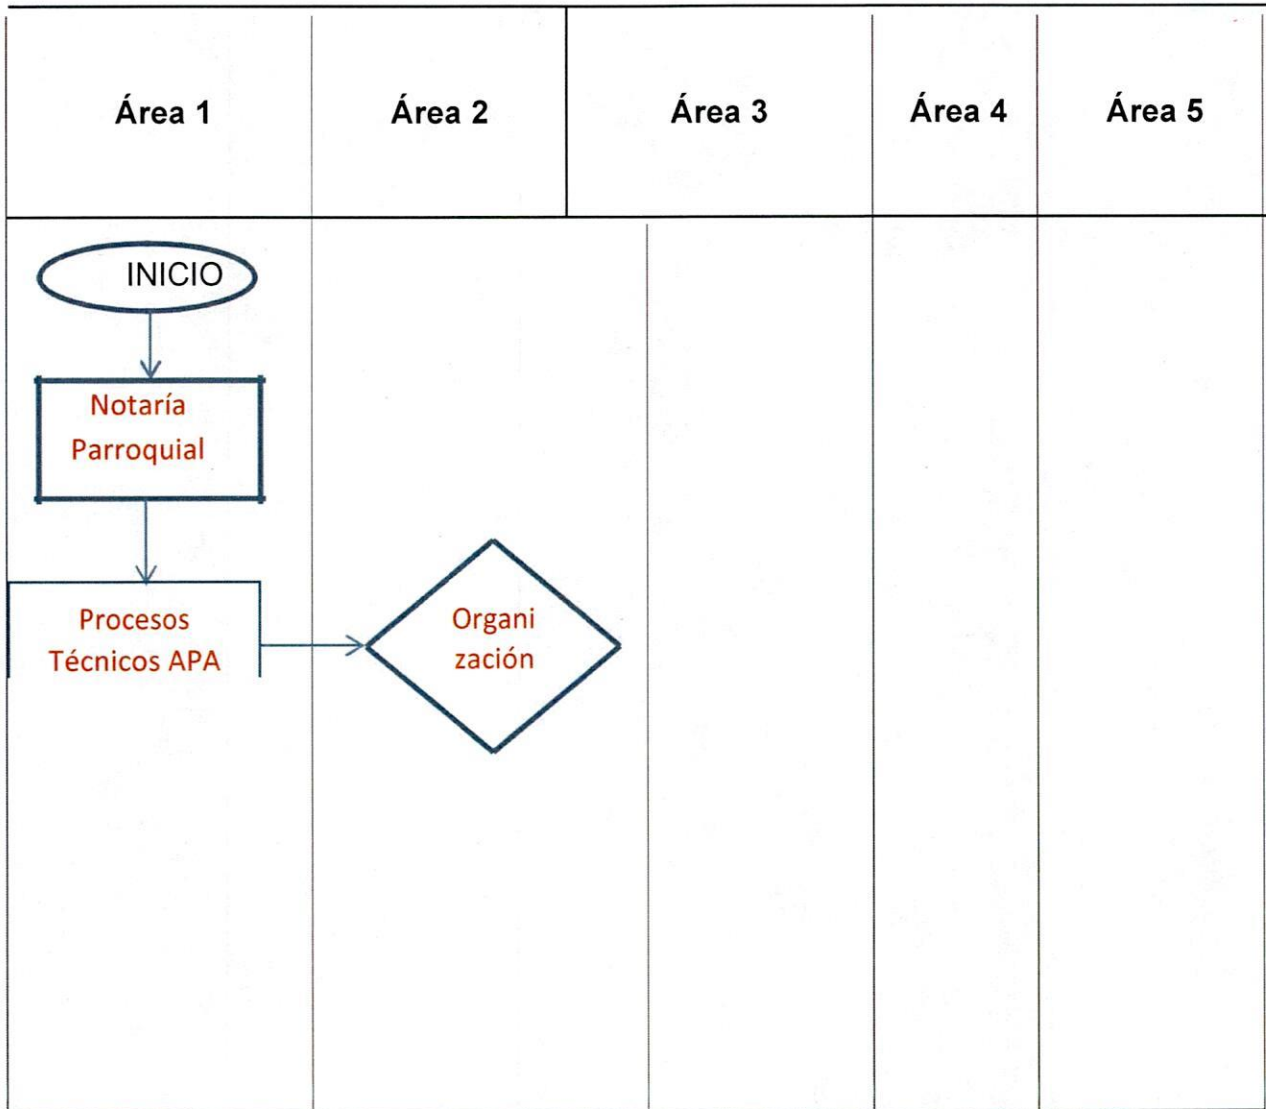 Área 1
Área 2
Área 3
Área 4
Área 5
INICIO
Notaría
Parroquial
Procesos
Técnicos APA
Organi
zación